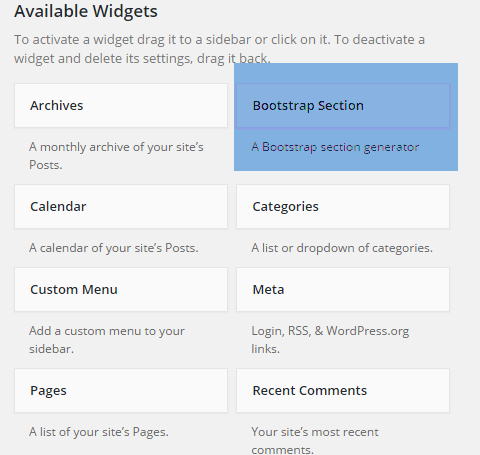 Available Widgets
To activate a widget drag it to a sidebar or click on it. To deactivate a
widget and delete its settings, drag it back.
Archives
A monthly archive of your site's
Posts.
Bootstrap Section
A Bootstrap section generator
Calendar
A calendar of your site's Posts.
Categories
A list or dropdown of categories.
Custom Menu
Add a custom menu to your
sidebar.
Meta
Login, RSS, & WordPress.org
links.
Pages
A list of your site's Pages.
Recent Comments
Your site's most recent
comments.